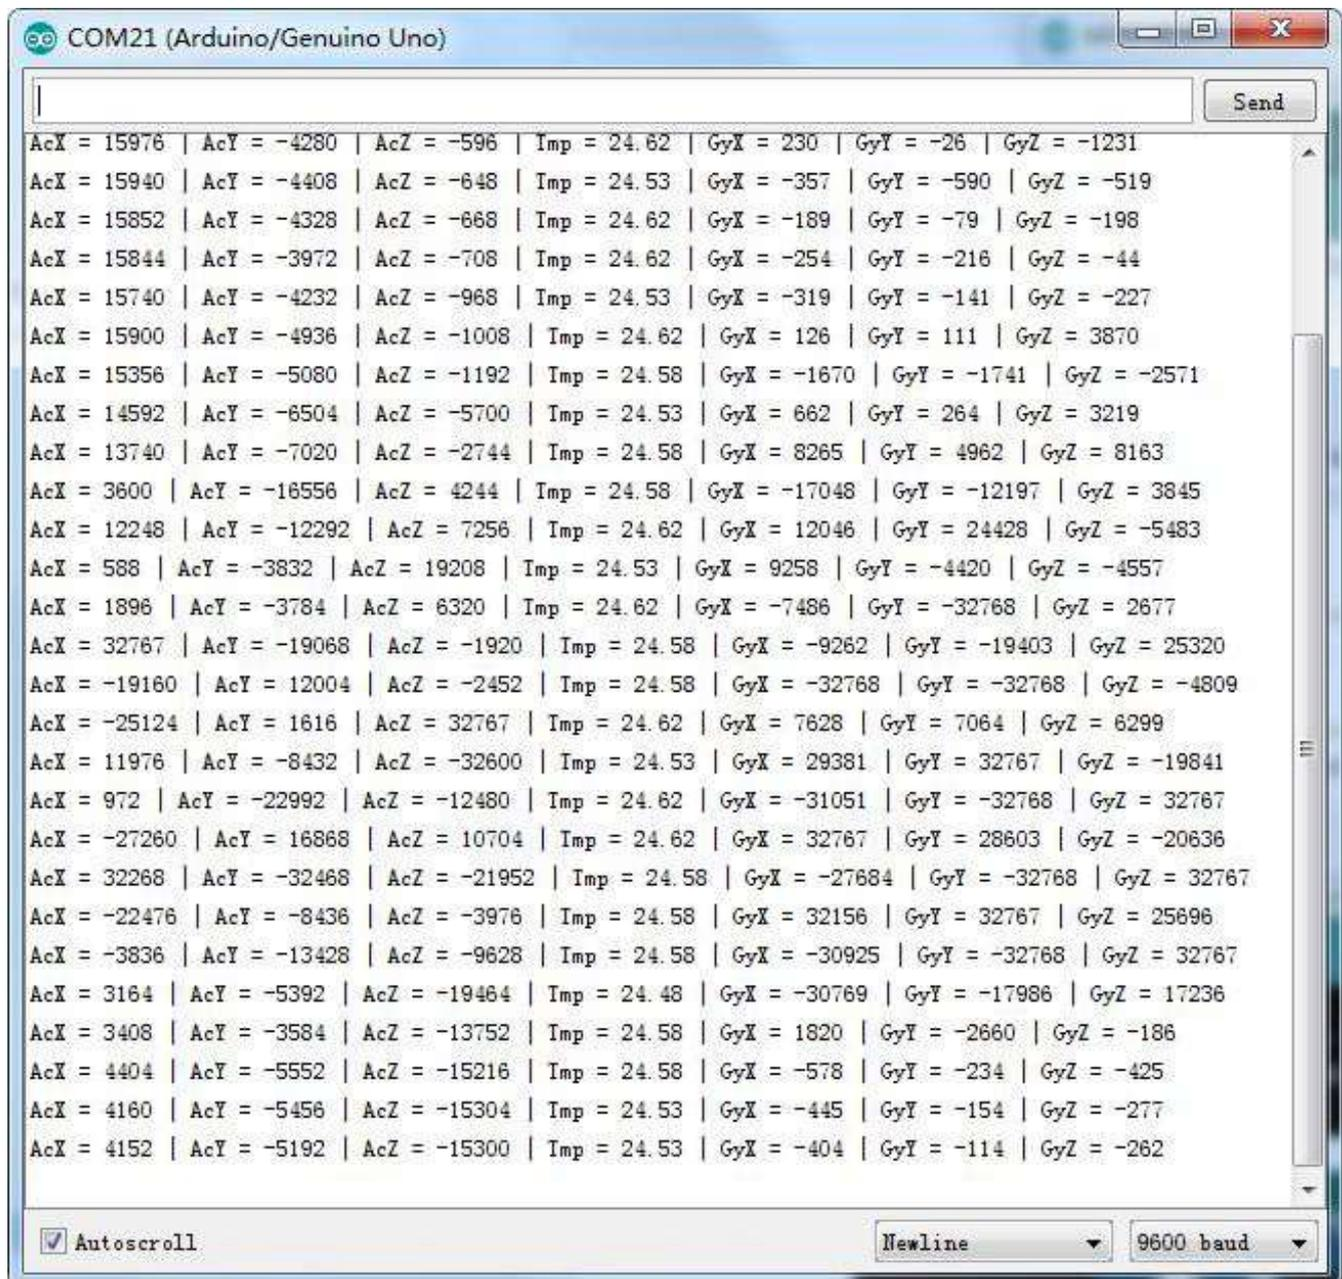 COM21 (Arduino/Genuino Uno)
Send
AcX = 15976 | AcY = -4280 | AcZ = -596 | Tmp = 24.62 | GyX = 230 | GyY = -26 | GyZ = -1231
AcX = 15940 | AcY = -4408 | AcZ = -648 | Tmp = 24.53 | GyX = -357 | GyY = -590 | GyZ = -519
AcX = 15852 | AcY = -4328 | AcZ = -668 | Tmp = 24.62 | GyX = -189 | GyY = -79 | GyZ = -198
AcX = 15844 | AcY = -3972 | AcZ = -708 | Tmp = 24.62 | GyX = -254 | GyY = -216 | GyZ = -44
AcX = 15740 | AcY = -4232 | AcZ = -968 | Tmp = 24.53 | GyX = -319 | GyY = -141 | GyZ = -227
AcX = 15900 | AcY = -4936 | AcZ = -1008 | Tmp = 24.62 | GyX = 126 | GyY = 111 | GyZ = 3870
AcX = 15356 | AcY = -5080 | AcZ = -1192 | Tmp = 24.58 | GyX = -1670 | GyY = -1741 | GyZ = -2571
AcX = 14592 | AcY = -6504 | AcZ = -5700 | Tmp = 24.53 | GyX = 662 | GyY = 264 | GyZ = 3219
AcX = 13740 | AcY = -7020 | AcZ = -2744 | Tmp = 24.58 | GyX = 8265 | GyY = 4962 | GyZ = 8163
AcX = 3600 | AcY = -16556 | AcZ = 4244 | Tmp = 24.58 | GyX = -17048 | GyY = -12197 | GyZ = 3845
AcX = 12248 | AcY = -12292 | AcZ = 7256 | Tmp = 24.62 | GyX = 12046 | GyY = 24428 | GyZ = -5483
AcX = 588 | AcY = -3832 | AcZ = 19208 | Tmp = 24.53 | GyX = 9258 | GyY = -4420 | GyZ = -4557
AcX = 1896 | AcY = -3784 | AcZ = 6320 | Tmp = 24.62 | GyX = -7486 | GyY = -32768 | GyZ = 2677
AcX = 32767 | AcY = -19068 | AcZ = -1920 | Tmp = 24.58 | GyX = -9262 | GyY = -19403 | GyZ = 25320
AcX = -19160 | AcY = 12004 | AcZ = -2452 | Tmp = 24.58 | GyX = -32768 | GyY = -32768 | GyZ = -4809
AcX = -25124 | AcY = 1616 | AcZ = 32767 | Tmp = 24.62 | GyX = 7628 | GyY = 7064 | GyZ = 6299
AcX = 11976 | AcY = -8432 | AcZ = -32600 | Tmp = 24.53 | GyX = 29381 | GyY = 32767 | GyZ = -19841
AcX = 972 | AcY = -22992 | AcZ = -12480 | Tmp = 24.62 | GyX = -31051 | GyY = -32768 | GyZ = 32767
AcX = -27260 | AcY = 16868 | AcZ = 10704 | Tmp = 24.62 | GyX = 32767 | GyY = 28603 | GyZ = -20636
AcX = 32268 | AcY = -32468 | AcZ = -21952 | Tmp = 24.58 | GyX = -27684 | GyY = -32768 | GyZ = 32767
AcX = -22476 | AcY = -8436 | AcZ = -3976 | Tmp = 24.58 | GyX = 32156 | GyY = 32767 | GyZ = 25696
AcX = -3836 | AcY = -13428 | AcZ = -9628 | Tmp = 24.58 | GyX = -30925 | GyY = -32768 | GyZ = 32767
AcX = 3164 | AcY = -5392 | AcZ = -19464 | Tmp = 24.48 | GyX = -30769 | GyY = -17986 | GyZ = 17236
AcX = 3408 | AcY = -3584 | AcZ = -13752 | Tmp = 24.58 | GyX = 1820 | GyY = -2660 | GyZ = -186
AcX = 4404 | AcY = -5552 | AcZ = -15216 | Tmp = 24.58 | GyX = -578 | GyY = -234 | GyZ = -425
AcX = 4160 | AcY = -5456 | AcZ = -15304 | Tmp = 24.53 | GyX = -445 | GyY = -154 | GyZ = -277
AcX = 4152 | AcY = -5192 | AcZ = -15300 | Tmp = 24.53 | GyX = -404 | GyY = -114 | GyZ = -262
Autoscroll
Newline
9600 baud